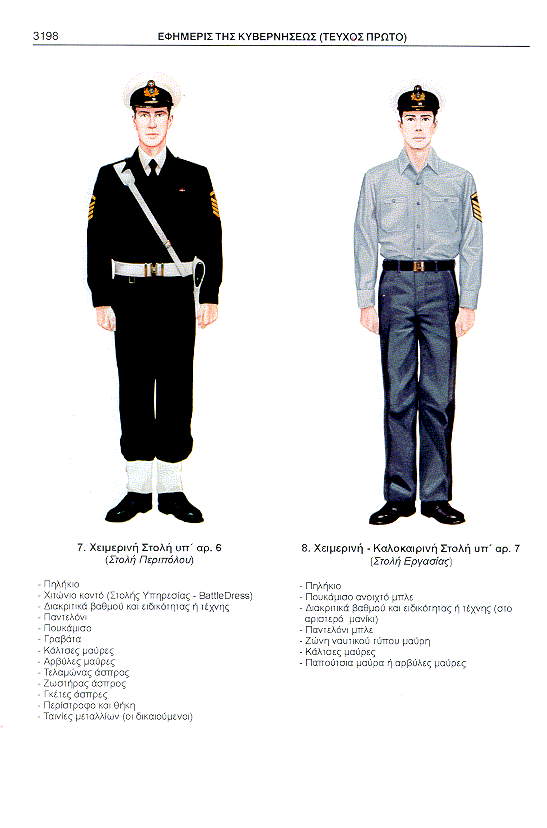 3198
ΕΦΗΜΕΡΙΣ ΤΗΣ ΚΥΒΕΡΝΗΣΕΩΣ (ΤΕΥΧΟΣ ΠΡΩΤΟ)
7. Χειμερινή Στολή υπ΄ αρ. 6
(Στολή Περιπόλου)
- Πηλήκιο
- Χιτώνιο κοντό (Στολής Υπηρεσίας - BattleDress)
- Διακριτικά βαθμού και ειδικότητας ή τέχνης
- Παντελόνι
- Πουκάμισο
- Γραβάτα
- Κάλτσες μαύρες
- Αρβύλες μαύρες
- Τελαμώνας άσπρος
- Ζωστήρας άσπρος
- Γκέτες άσπρες
- Περίστροφο και θήκη
- Ταινίες μεταλλίων (οι δικαιούμενοι)
8. Χειμερινή - Καλοκαιρινή Στολή υπ΄ αρ. 7
(Στολή Εργασίας)
- Πηλήκιο
- Πουκάμισο ανοιχτό μπλε
- Διακριτικά βαθμού και ειδικότητας ή τέχνης (στο
αριστερό μανίκι)
- Παντελόνι μπλε
- Ζώνη ναυτικού τύπου μαύρη
- Κάλτσες μαύρες
- Παπούτσια μαύρα ή αρβύλες μαύρες